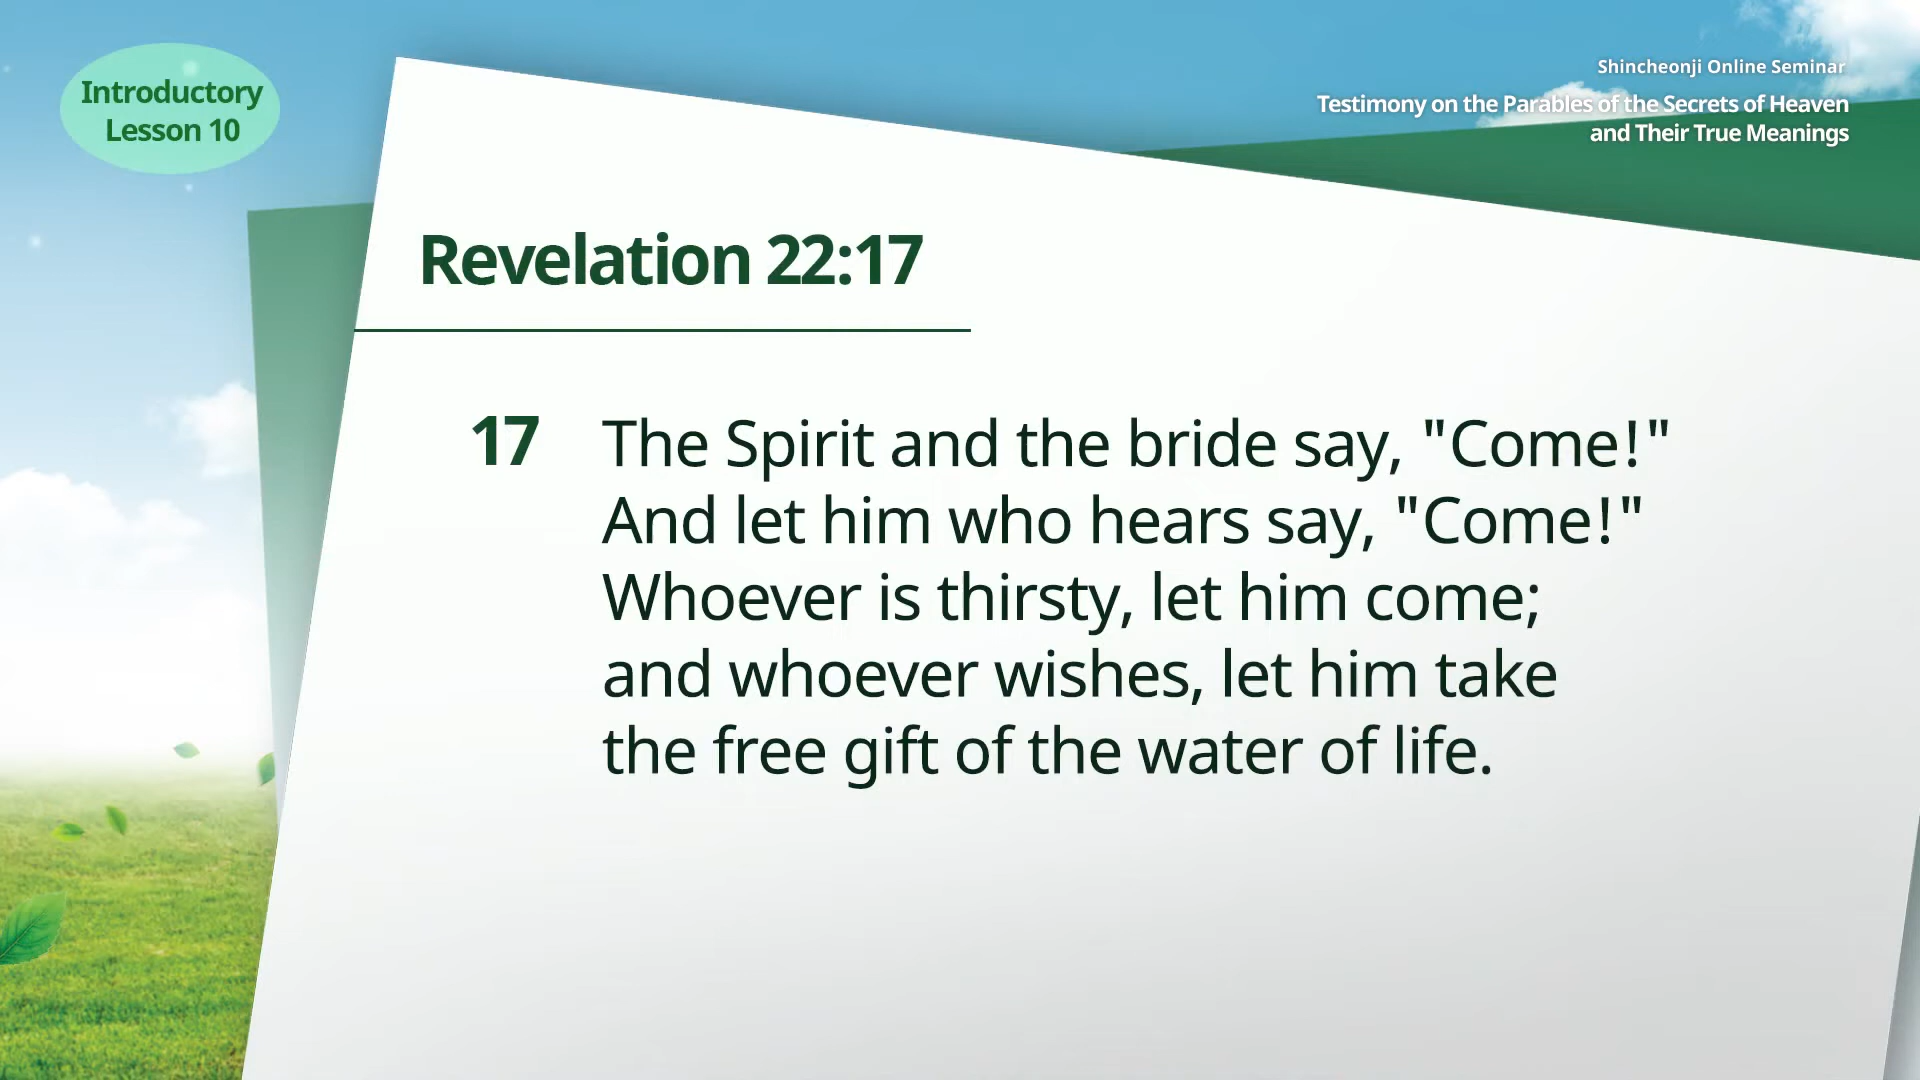 Introductory
Lesson 10
Shincheonji Online Seminar
Testimony on the Parables of the Secrets of Heaven
and Their True Meanings
Revelation 22:17
17 The Spirit and the bride say, "Come!"
And let him who hears say, "Come!"
Whoever is thirsty, let him come;
and whoever wishes, let him take
the free gift of the water of life.